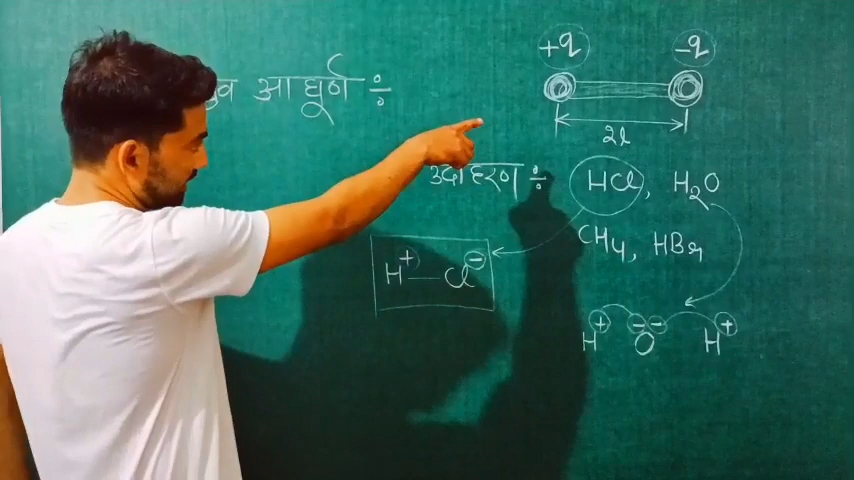 ुव आघूर्ण ÷
+q -q
2l
उदाहरण ÷ HCl, H₂O
CH₄, HBr
H⁺ — Cl⊖
H⊕ ⊖O⊖ H⊕